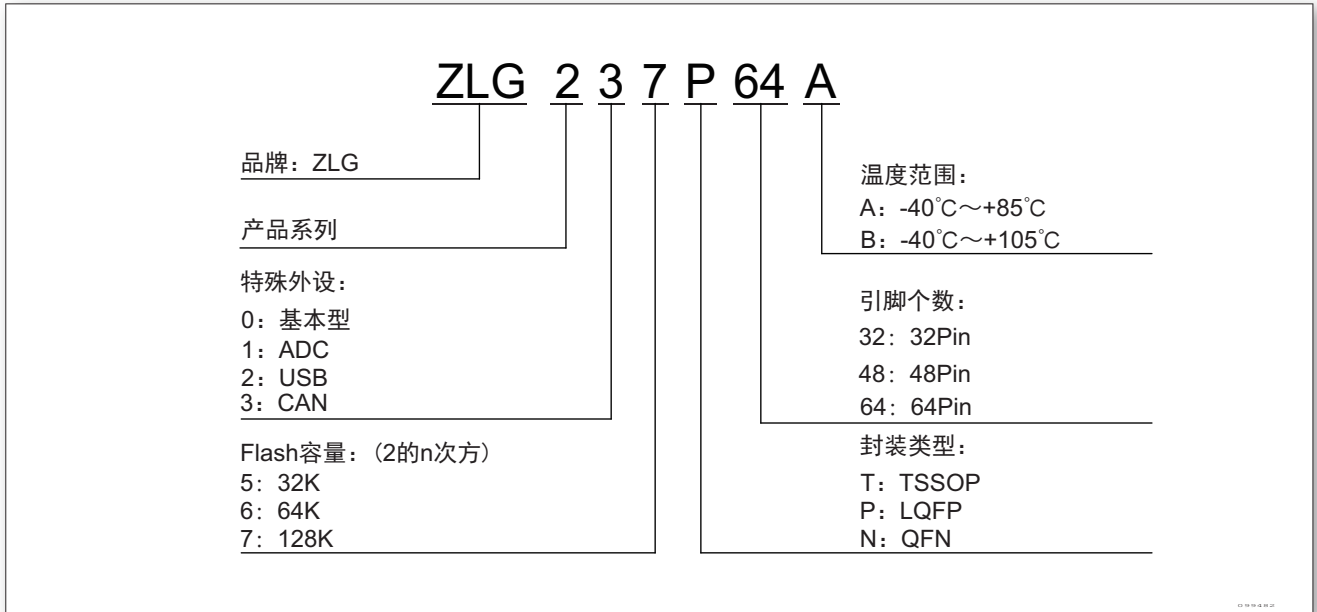 ZLG 2 3 7 P 64 A
品牌：ZLG
产品系列
特殊外设：
0：基本型
1：ADC
2：USB
3：CAN
Flash容量：(2的n次方)
5：32K
6：64K
7：128K
温度范围：
A：-40℃～+85℃
B：-40℃～+105℃
引脚个数：
32：32Pin
48：48Pin
64：64Pin
封装类型：
T：TSSOP
P：LQFP
N：QFN